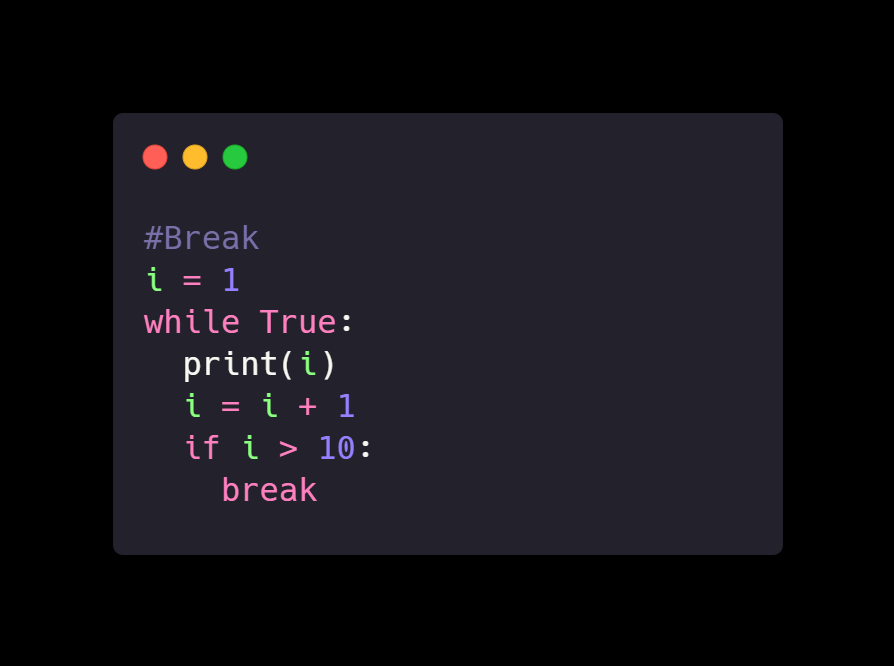 #Break
i = 1
while True:
  print(i)
  i = i + 1
  if i > 10:
    break